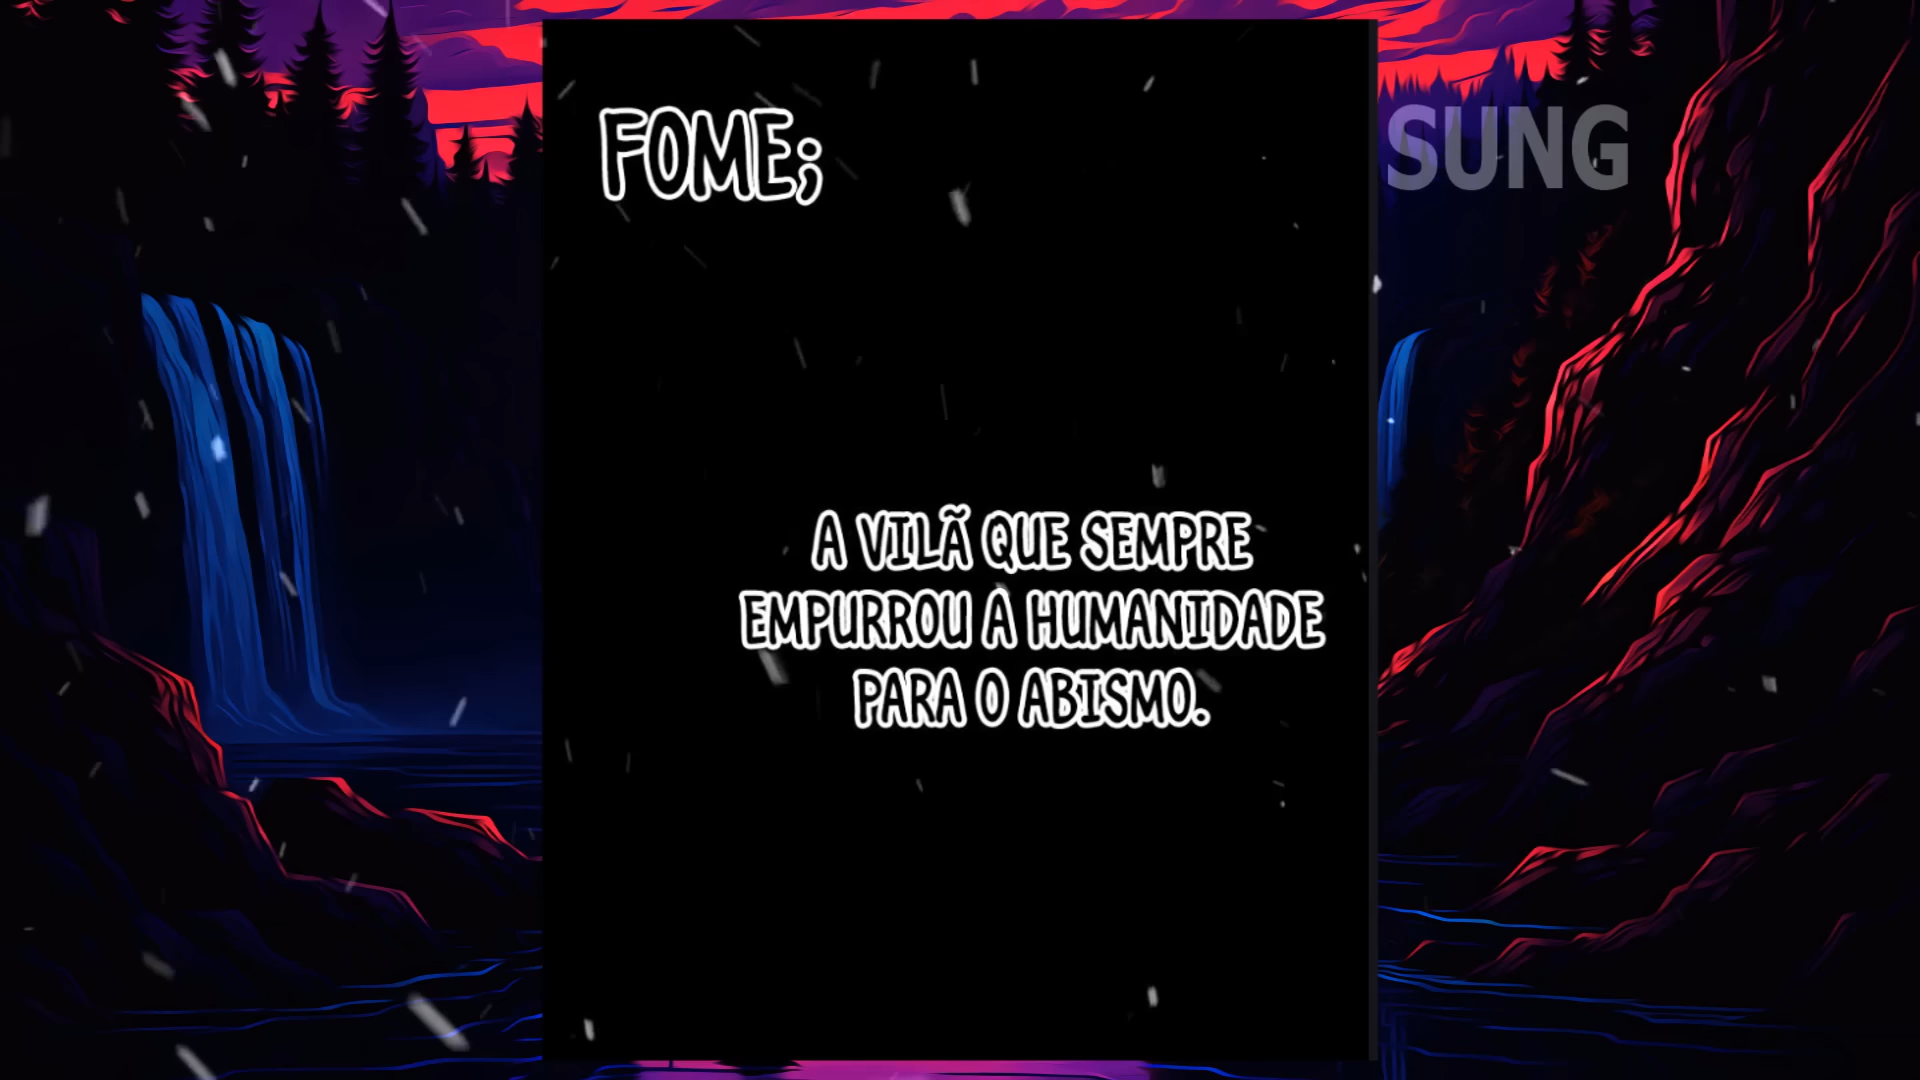 FOME;
SUNG
A VILÃ QUE SEMPRE
EMPURROU A HUMANIDADE
PARA O ABISMO.